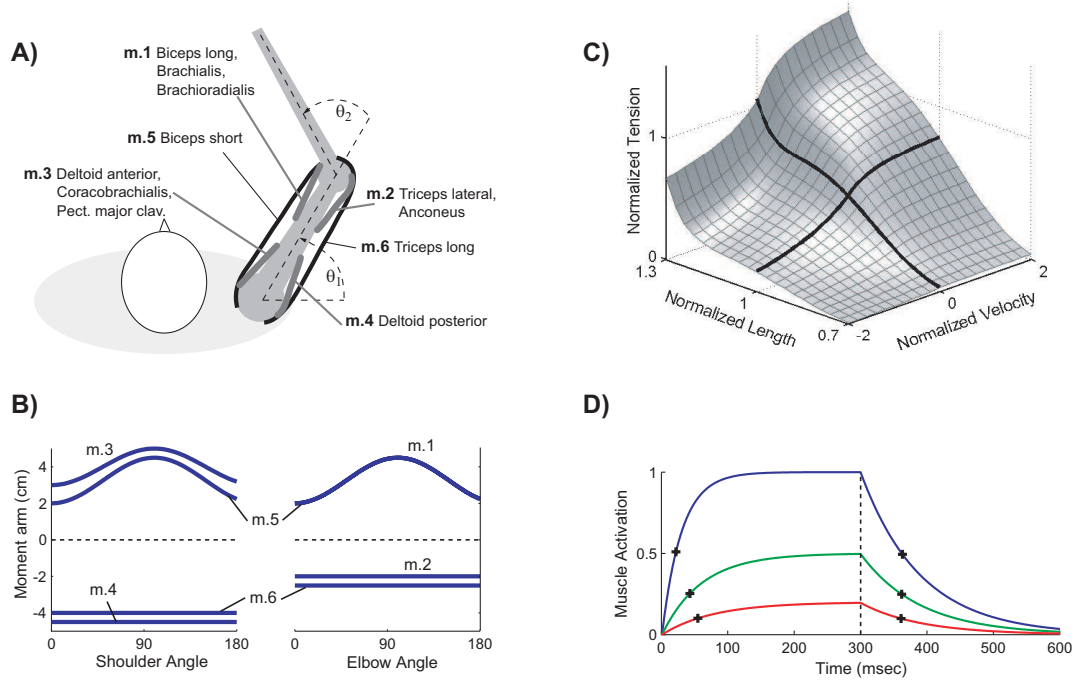 A)
m.1 Biceps long,
Brachialis,
Brachioradialis
m.5 Biceps short
m.3 Deltoid anterior,
Coracobrachialis,
Pect. major clav.
θ2
m.2 Triceps lateral,
Anconeus
m.6 Triceps long
θ1
m.4 Deltoid posterior
B)
Moment arm (cm)
4
2
0
-2
-4
m.3
m.5
m.1
m.4
m.6
m.2
0
90
180
0
90
180
Shoulder Angle
Elbow Angle
C)
Normalized Tension
1
0
1.3
1
0.7
Normalized Length
-2
0
2
Normalized Velocity
D)
Muscle Activation
1
0.5
0
0
100
200
300
400
500
600
Time (msec)